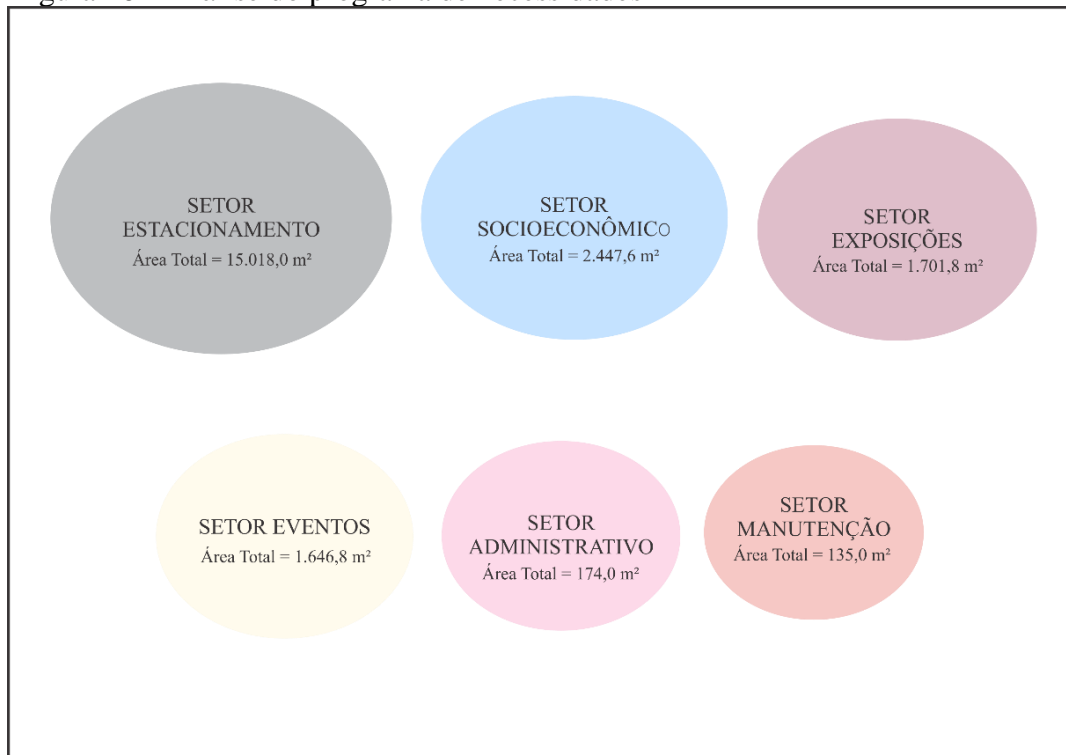 SETOR
ESTACIONAMENTO
Área Total = 15.018,0 m²
SETOR
SOCIOECONÔMICO
Área Total = 2.447,6 m²
SETOR
EXPOSIÇÕES
Área Total = 1.701,8 m²
SETOR EVENTOS
Área Total = 1.646,8 m²
SETOR
ADMINISTRATIVO
Área Total = 174,0 m²
SETOR
MANUTENÇÃO
Área Total = 135,0 m²